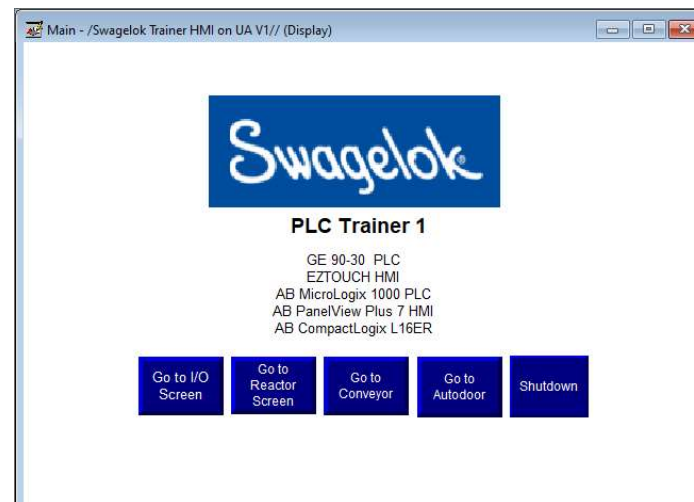 Main - /Swagelok Trainer HMI on UA V1// (Display)
Swagelok®
PLC Trainer 1
GE 90-30 PLC
EZTOUCH HMI
AB MicroLogix 1000 PLC
AB PanelView Plus 7 HMI
AB CompactLogix L16ER
Go to I/O
Screen
Go to
Reactor
Screen
Go to
Conveyor
Go to
Autodoor
Shutdown